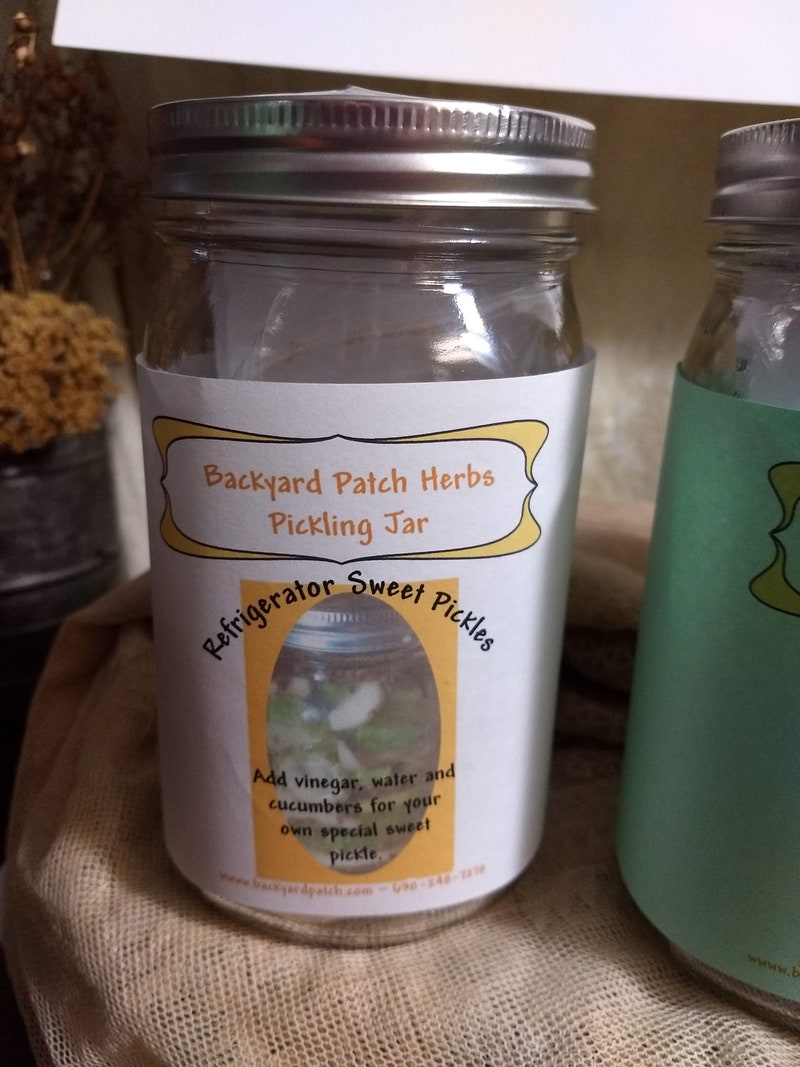 Backyard Patch Herbs
Pickling Jar
Refrigerator Sweet Pickles
Add vinegar, water and
cucumbers for your
own special sweet
pickle.
www.backyardpatch.com –
www.b